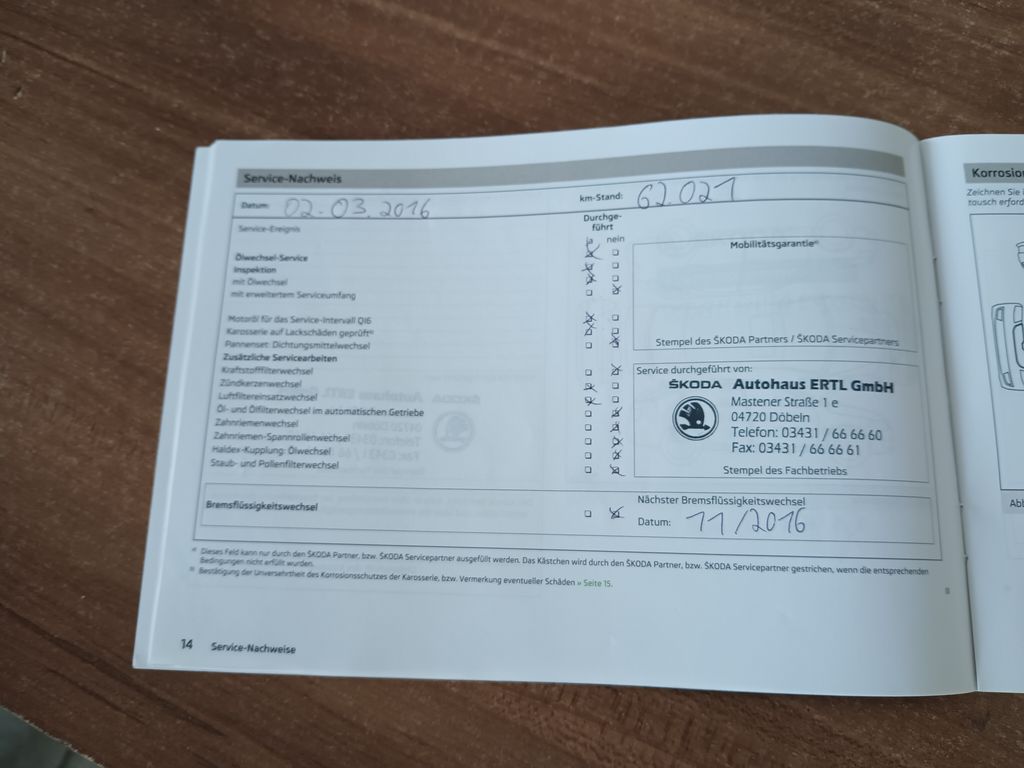 Service-Nachweis
Datum: 02.03.2016 km-Stand: 62.021
Service-Ereignis
Durchge-
führt
ja nein
Ölwechsel-Service
Inspektion
mit Ölwechsel
mit erweitertem Serviceumfang
Motoröl für das Service-Intervall QI6
Karosserie auf Lackschäden geprüft b)
Pannenset: Dichtungsmittelwechsel
Zusätzliche Servicearbeiten
Kraftstofffilterwechsel
Zündkerzenwechsel
Luftfiltereinsatzwechsel
Öl- und Ölfilterwechsel im automatischen Getriebe
Zahnriemenwechsel
Zahnriemen-Spannrollenwechsel
Haldex-Kupplung: Ölwechsel
Staub- und Pollenfilterwechsel
Mobilitätsgarantie a)
Stempel des ŠKODA Partners / ŠKODA Servicepartners
Service durchgeführt von:
ŠKODA Autohaus ERTL GmbH
Mastener Straße 1 e
04720 Döbeln
Telefon: 03431 / 66 66 60
Fax: 03431 / 66 66 61
Stempel des Fachbetriebs
Bremsflüssigkeitswechsel
Nächster Bremsflüssigkeitswechsel
Datum: 11/2016
a) Dieses Feld kann nur durch den ŠKODA Partner, bzw. ŠKODA Servicepartner ausgefüllt werden. Das Kästchen wird durch den ŠKODA Partner, bzw. ŠKODA Servicepartner gestrichen, wenn die entsprechenden
Bedingungen nicht erfüllt wurden.
b) Bestätigung der Unversehrtheit des Korrosionsschutzes der Karosserie, bzw. Vermerkung eventueller Schäden » Seite 15.
14 Service-Nachweise
Korrosion
Zeichnen Sie
tausch erford
Abb